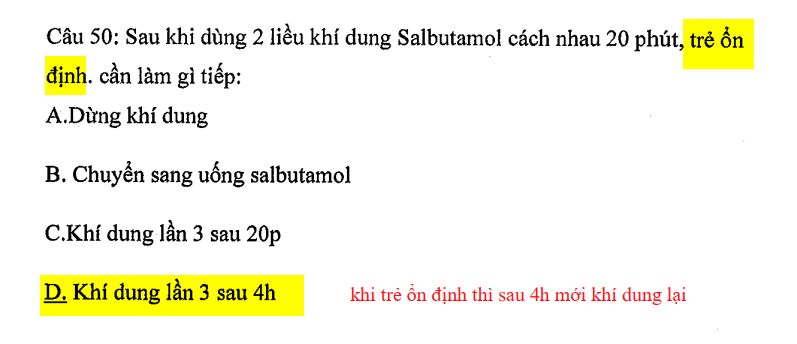 Câu 50: Sau khi dùng 2 liều khí dung Salbutamol cách nhau 20 phút, trẻ ổn
định. cần làm gì tiếp:
A.Dừng khí dung
B. Chuyển sang uống salbutamol
C.Khí dung lần 3 sau 20p
D. Khí dung lần 3 sau 4h khi trẻ ổn định thì sau 4h mới khí dung lại